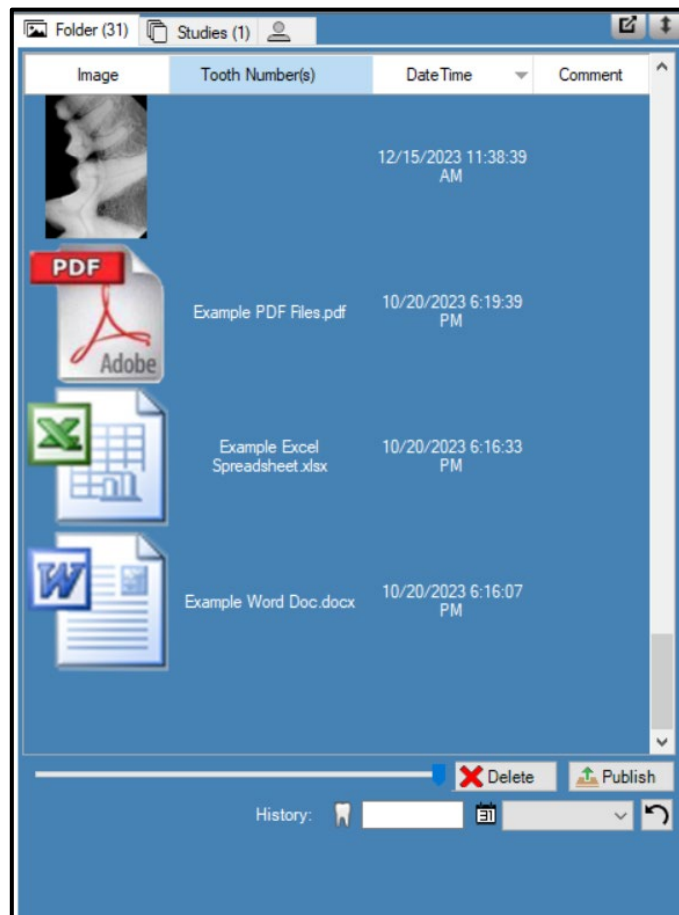 Folder (31)
Studies (1)
Image
Tooth Number(s)
DateTime
Comment
12/15/2023 11:38:39
AM
PDF
Adobe
Example PDF Files.pdf
10/20/2023 6:19:39
PM
X
Example Excel
Spreadsheet.xlsx
10/20/2023 6:16:33
PM
W
Example Word Doc.docx
10/20/2023 6:16:07
PM
Delete
Publish
History:
31